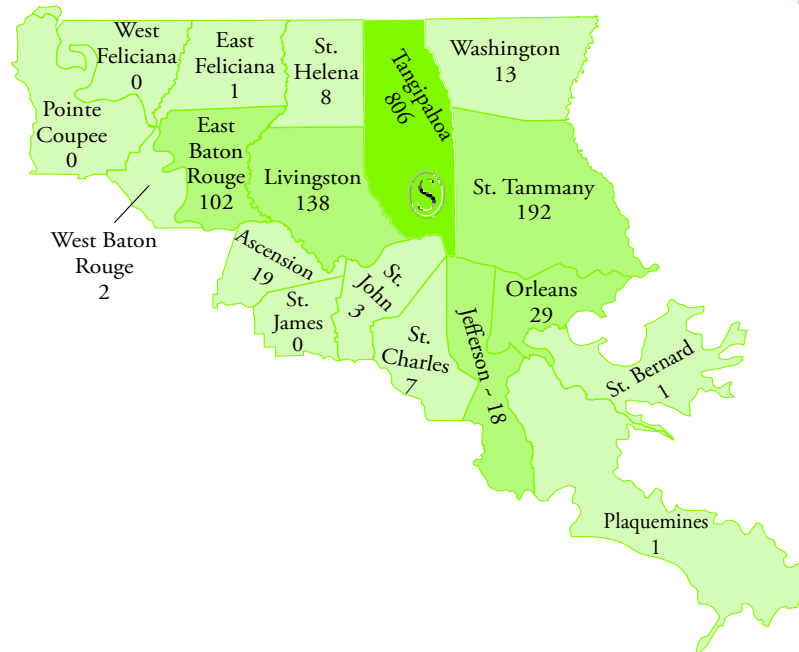 West
Feliciana
0
East
Feliciana
1
St.
Helena
8
Tangipahoa
806
Washington
13
Pointe
Coupee
0
East
Baton
Rouge
102
Livingston
138
St. Tammany
192
S
West Baton
Rouge
2
Ascension
19
St.
John
3
St.
James
0
St.
Charles
7
Jefferson ~ 18
Orleans
29
St. Bernard
1
Plaquemines
1